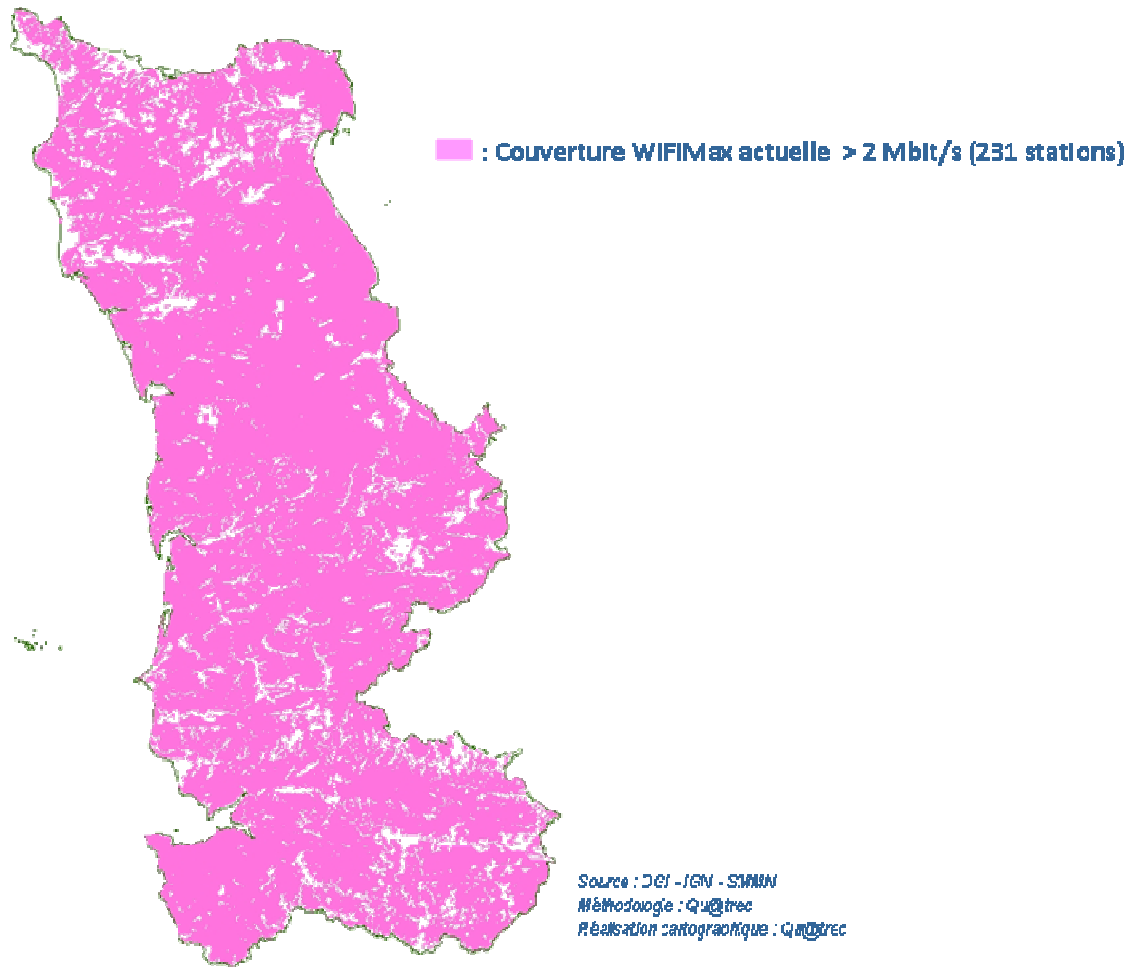 : Couverture WIFIMax actuelle > 2 Mbit/s (231 stations)
Source : DGI - IGN - SMMN
Méthodologie : Qu@trec
Réalisation cartographique : Qu@trec